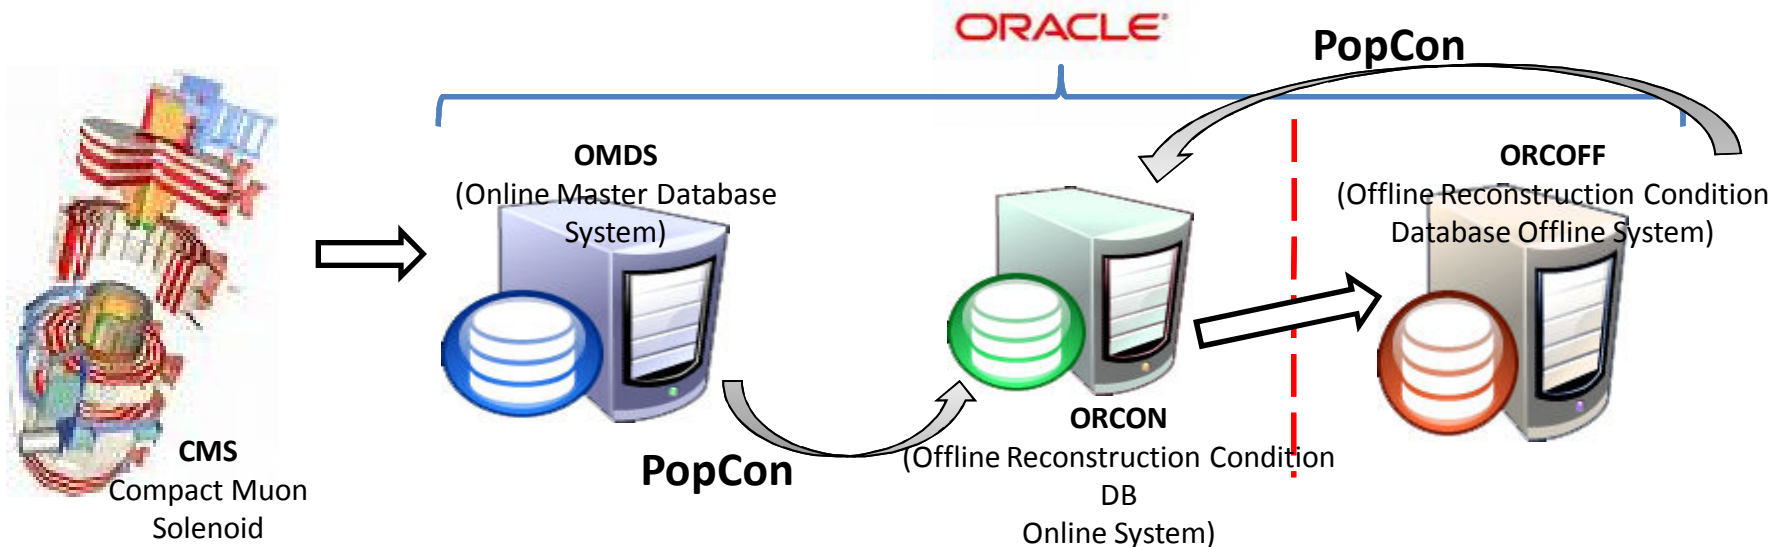 ORACLE
PopCon
OMDS
(Online Master Database
System)
ORCOFF
(Offline Reconstruction Condition
Database Offline System)
CMS
Compact Muon
Solenoid
PopCon
ORCON
(Offline Reconstruction Condition
DB
Online System)